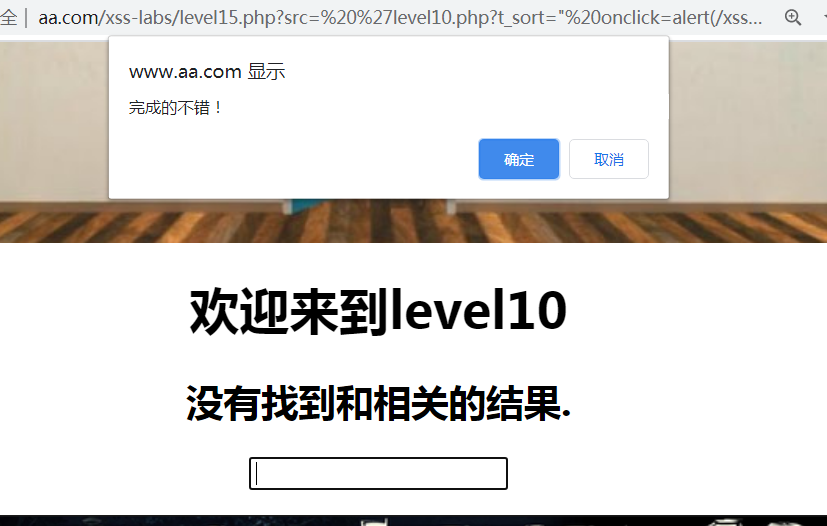 全 | aa.com/xss-labs/level15.php?src=%20%27level10.php?t_sort="%20onclick=alert(/xss...
www.aa.com 显示
完成的不错！
确定 取消
欢迎来到level10
没有找到和相关的结果.